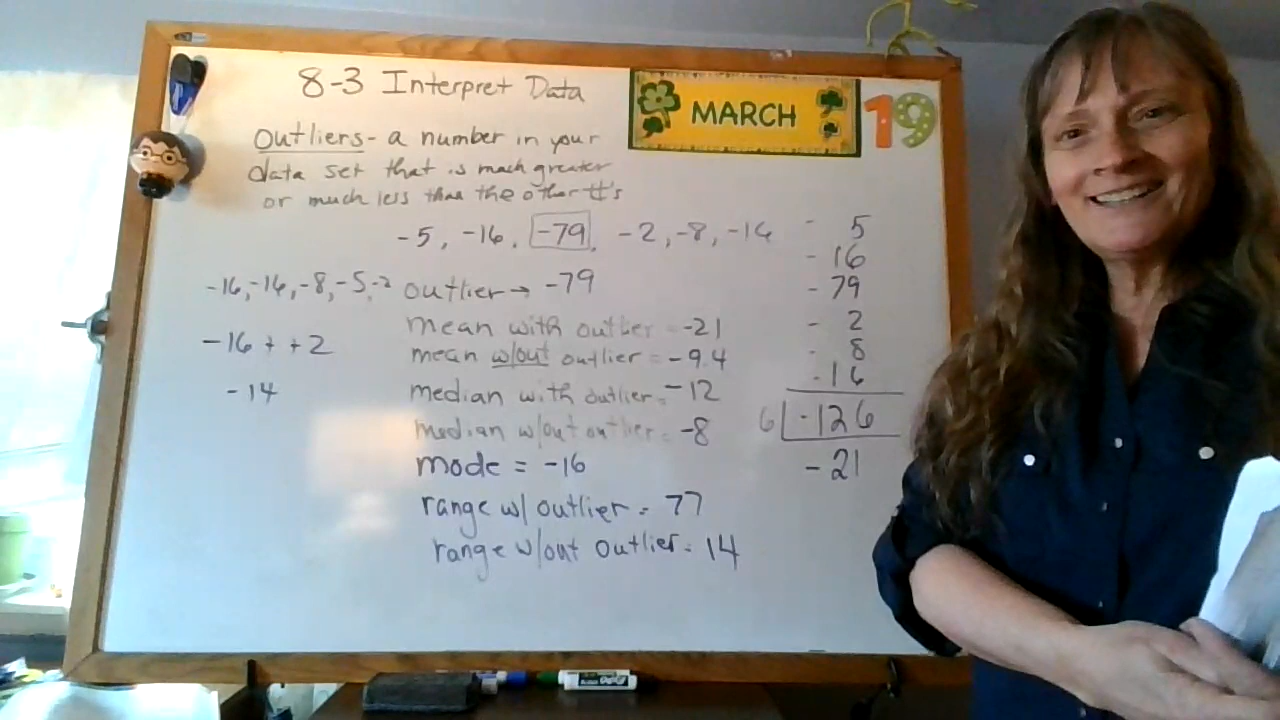 8-3 Interpret Data
MARCH 19
Outliers - a number in your
data set that is much greater
or much less than the other #'s
-5, -16, -79, -2, -8, -16
outlier → -79
mean with outlier = -21
mean w/out outlier = -9.4
median with outlier = -12
median w/out outlier = -8
mode = -16
range w/ outlier = 77
range w/out outlier = 14
-16, -16, -8, -5, -2
-16 + +2
-14
- 5
- 16
- 79
- 2
- 8
- 16
6 -126
- 21